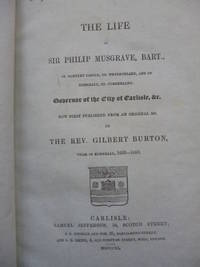 THE LIFE
OF
SIR PHILIP MUSGRAVE, BART.,
OF HARTLEY CASTLE, CO. WESTMORLAND, AND OF
EDENHALL, CO. CUMBERLAND:
Governor of the City of Carlisle, &c.
NOW FIRST PUBLISHED FROM AN ORIGINAL MS.
BY
THE REV. GILBERT BURTON,
VICAR OF EDENHALL,
CARLISLE:
SAMUEL JEFFERSON, 34, SCOTCH STREET;